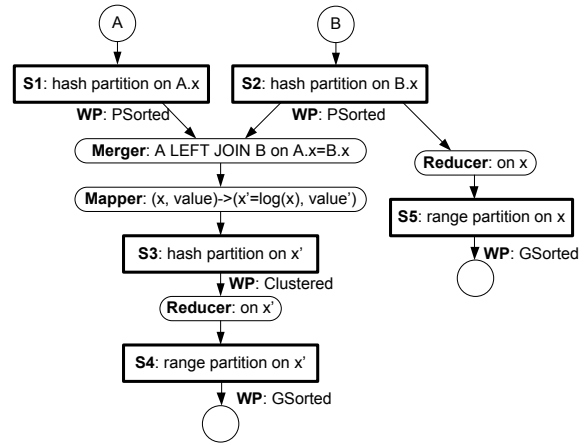 A
B
S1: hash partition on A.x
S2: hash partition on B.x
WP: PSorted
WP: PSorted
Merger: A LEFT JOIN B on A.x=B.x
Reducer: on x
Mapper: (x, value)->(x'=log(x), value')
S5: range partition on x
S3: hash partition on x'
WP: GSorted
WP: Clustered
Reducer: on x'
S4: range partition on x'
WP: GSorted